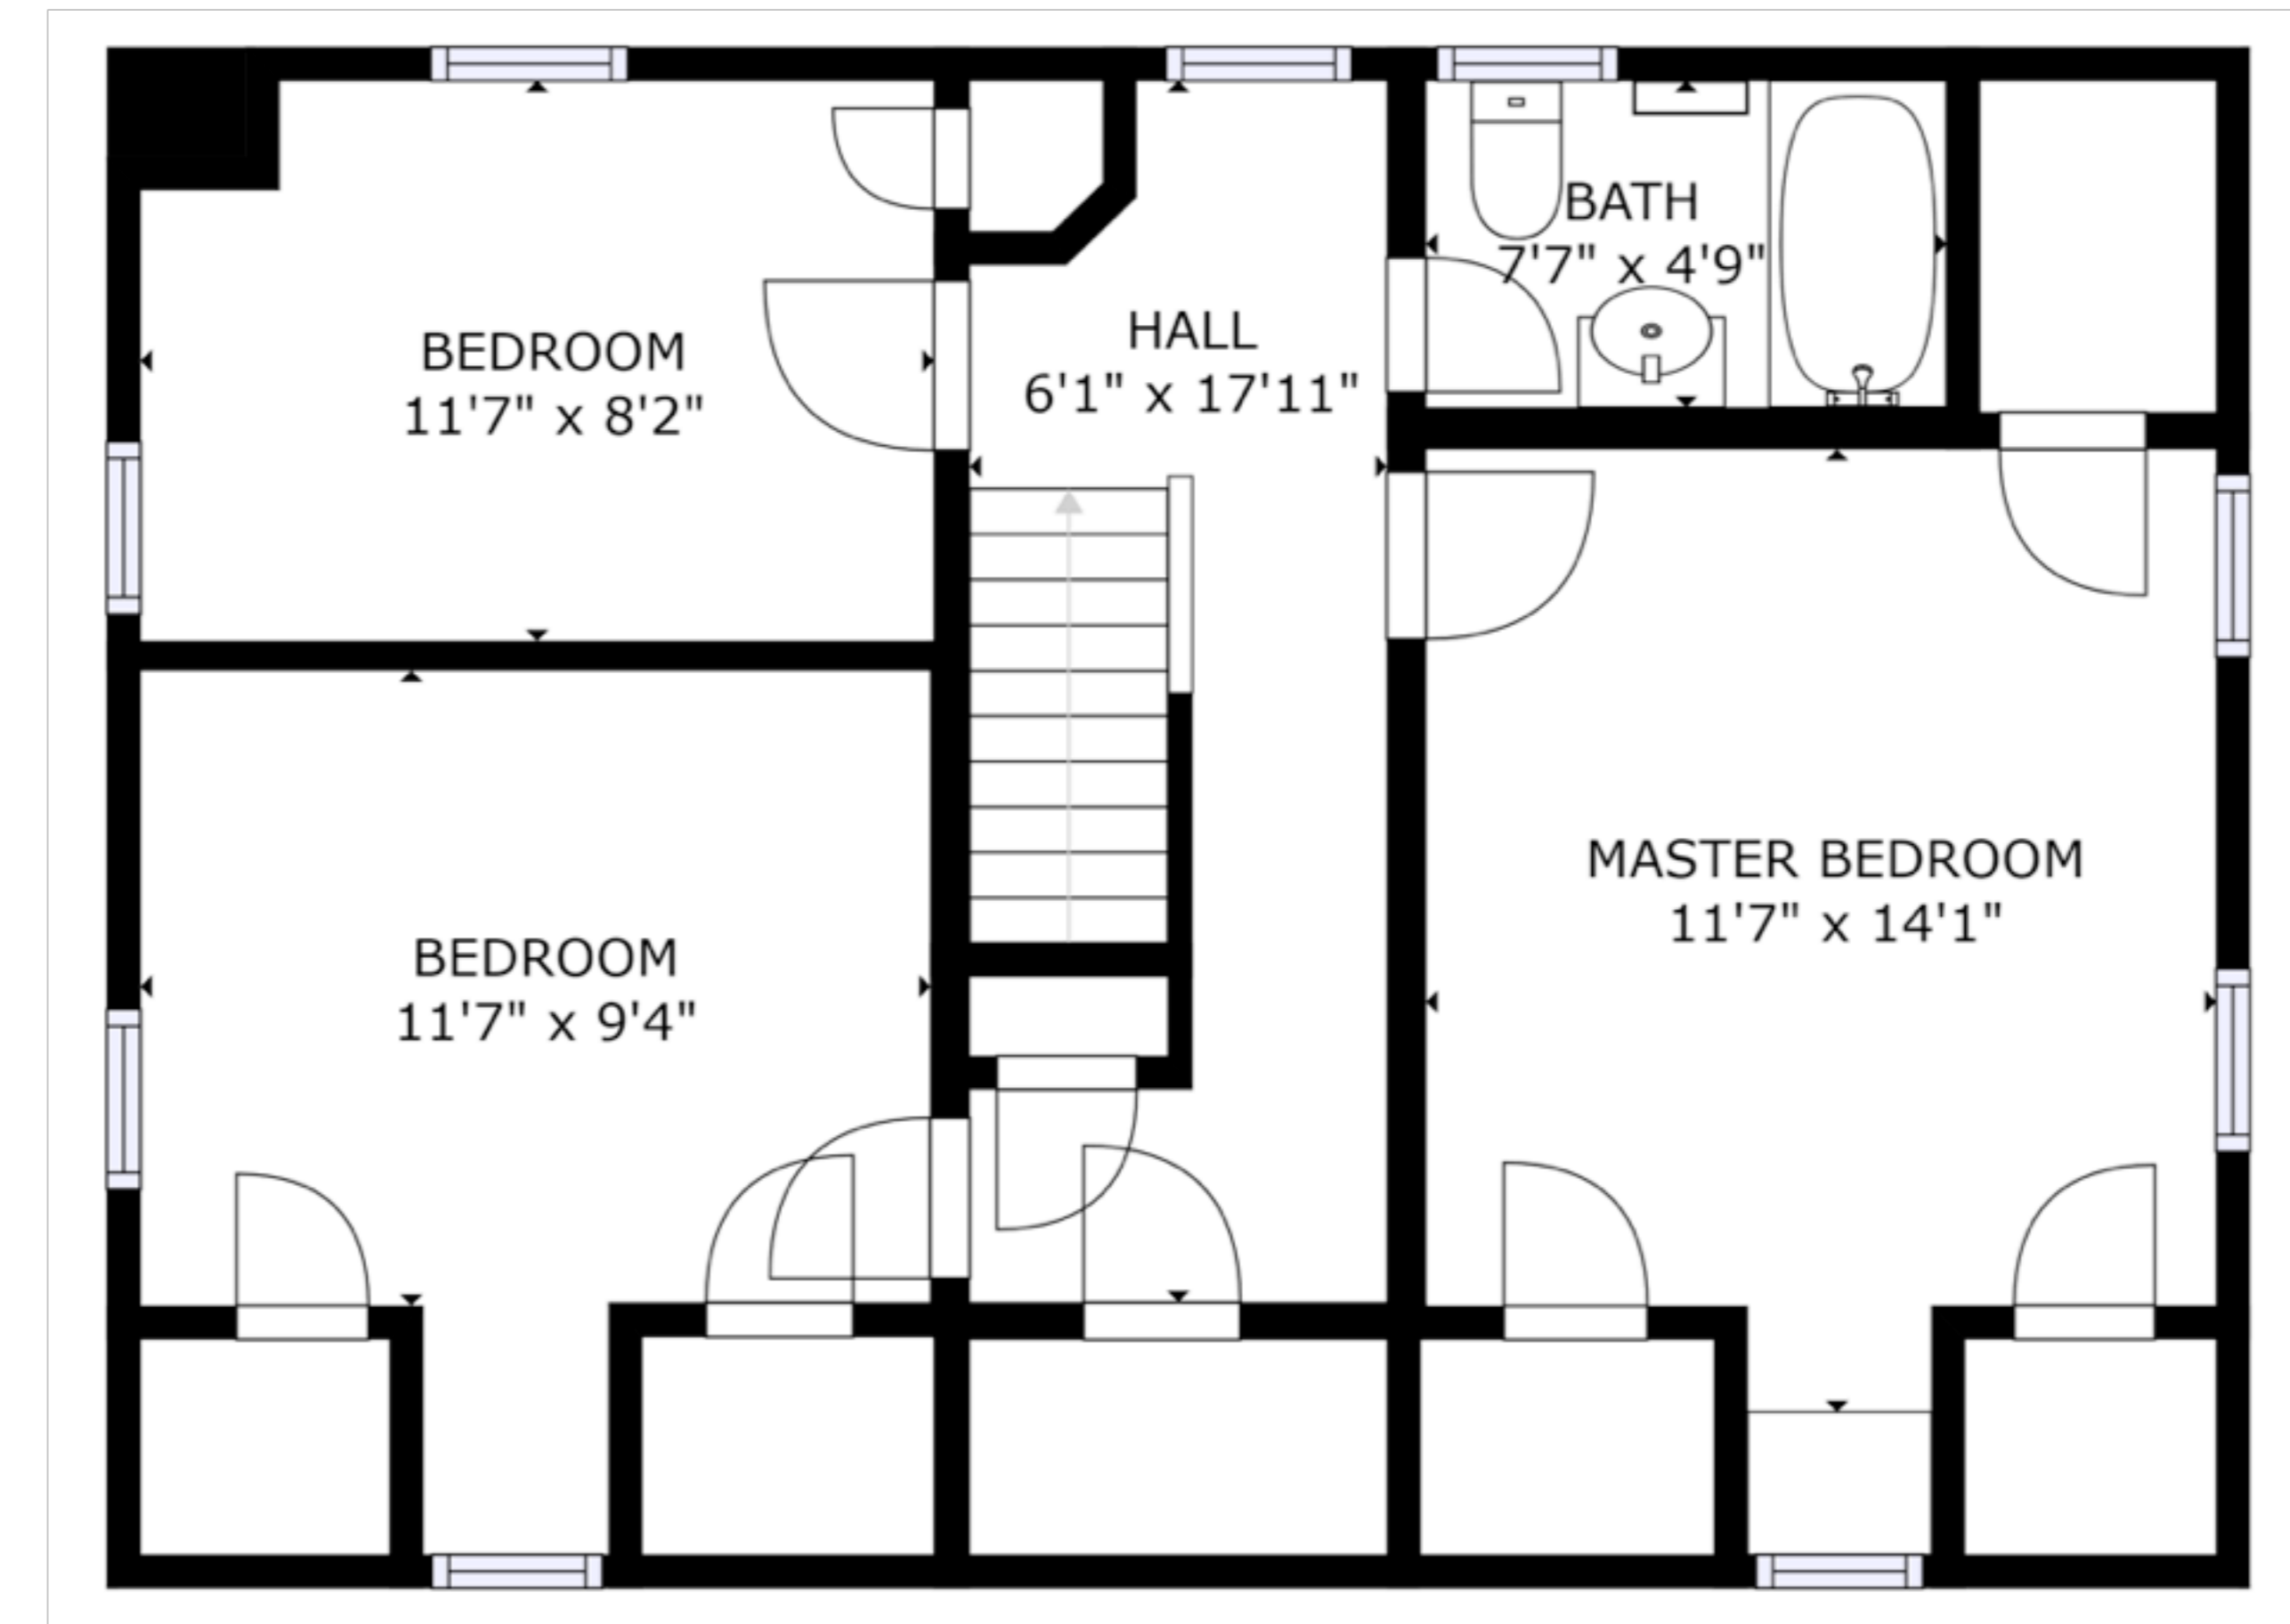 BATH
7'7" x 4'9"
HALL
6'1" x 17'11"
BEDROOM
11'7" x 8'2"
MASTER BEDROOM
11'7" x 14'1"
BEDROOM
11'7" x 9'4"